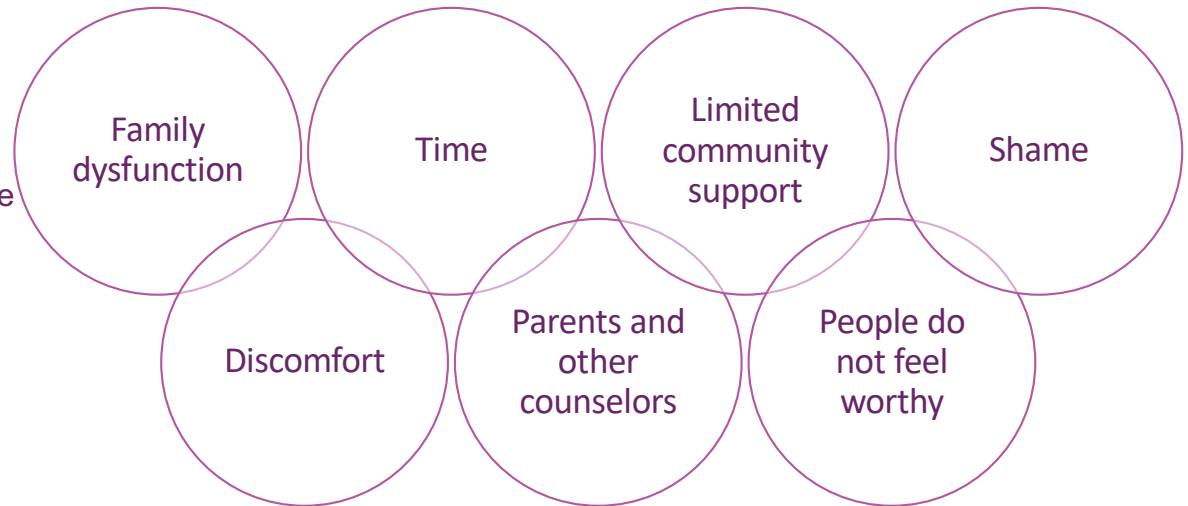 Family
dysfunction
Time
Limited
community
support
Shame
e
Discomfort
Parents and
other
counselors
People do
not feel
worthy